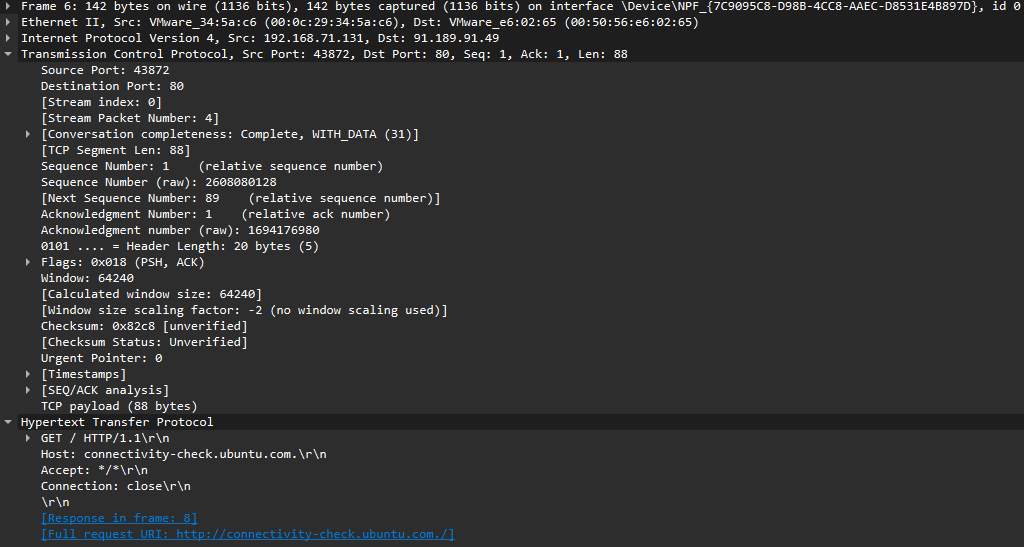 Frame 6: 142 bytes on wire (1136 bits), 142 bytes captured (1136 bits) on interface \Device\NPF_{7C9095C8-D98B-4CC8-AAEC-D8531E4B897D}, id 0
Ethernet II, Src: VMware_34:5a:c6 (00:0c:29:34:5a:c6), Dst: VMware_e6:02:65 (00:50:56:e6:02:65)
Internet Protocol Version 4, Src: 192.168.71.131, Dst: 91.189.91.49
Transmission Control Protocol, Src Port: 43872, Dst Port: 80, Seq: 1, Ack: 1, Len: 88
Source Port: 43872
Destination Port: 80
[Stream index: 0]
[Stream Packet Number: 4]
[Conversation completeness: Complete, WITH_DATA (31)]
[TCP Segment Len: 88]
Sequence Number: 1    (relative sequence number)
Sequence Number (raw): 2608080128
[Next Sequence Number: 89    (relative sequence number)]
Acknowledgment Number: 1    (relative ack number)
Acknowledgment number (raw): 1694176980
0101 .... = Header Length: 20 bytes (5)
Flags: 0x018 (PSH, ACK)
Window: 64240
[Calculated window size: 64240]
[Window size scaling factor: -2 (no window scaling used)]
Checksum: 0x82c8 [unverified]
[Checksum Status: Unverified]
Urgent Pointer: 0
[Timestamps]
[SEQ/ACK analysis]
TCP payload (88 bytes)
Hypertext Transfer Protocol
GET / HTTP/1.1\r\n
Host: connectivity-check.ubuntu.com.\r\n
Accept: */*\r\n
Connection: close\r\n
\r\n
[Response in frame: 8]
[Full request URI: http://connectivity-check.ubuntu.com./]